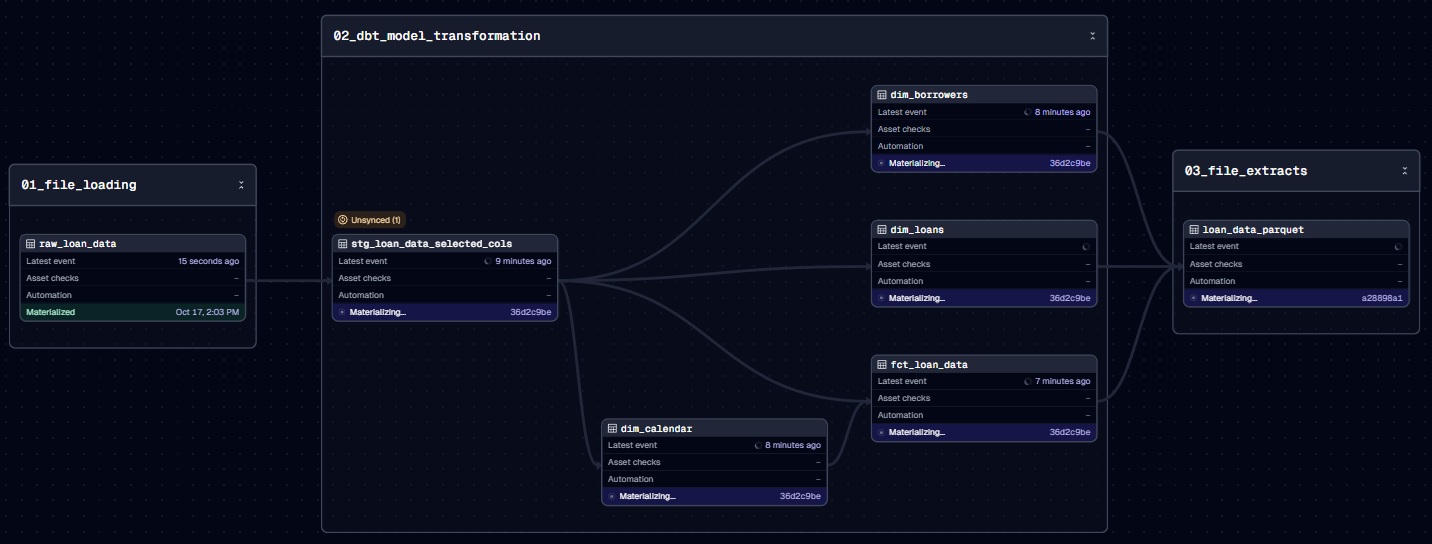 01_file_loading
raw_loan_data
Latest event 15 seconds ago
Asset checks –
Automation –
Materialized Oct 17, 2:03 PM
02_dbt_model_transformation
Unsynced (1)
stg_loan_data_selected_cols
Latest event 9 minutes ago
Asset checks –
Automation –
Materializing... 36d2c9be
dim_calendar
Latest event 8 minutes ago
Asset checks –
Automation –
Materializing... 36d2c9be
dim_borrowers
Latest event 8 minutes ago
Asset checks –
Automation –
Materializing... 36d2c9be
dim_loans
Latest event
Asset checks –
Automation –
Materializing... 36d2c9be
fct_loan_data
Latest event 7 minutes ago
Asset checks –
Automation –
Materializing... 36d2c9be
03_file_extracts
loan_data_parquet
Latest event
Asset checks –
Automation –
Materializing... a28898a1